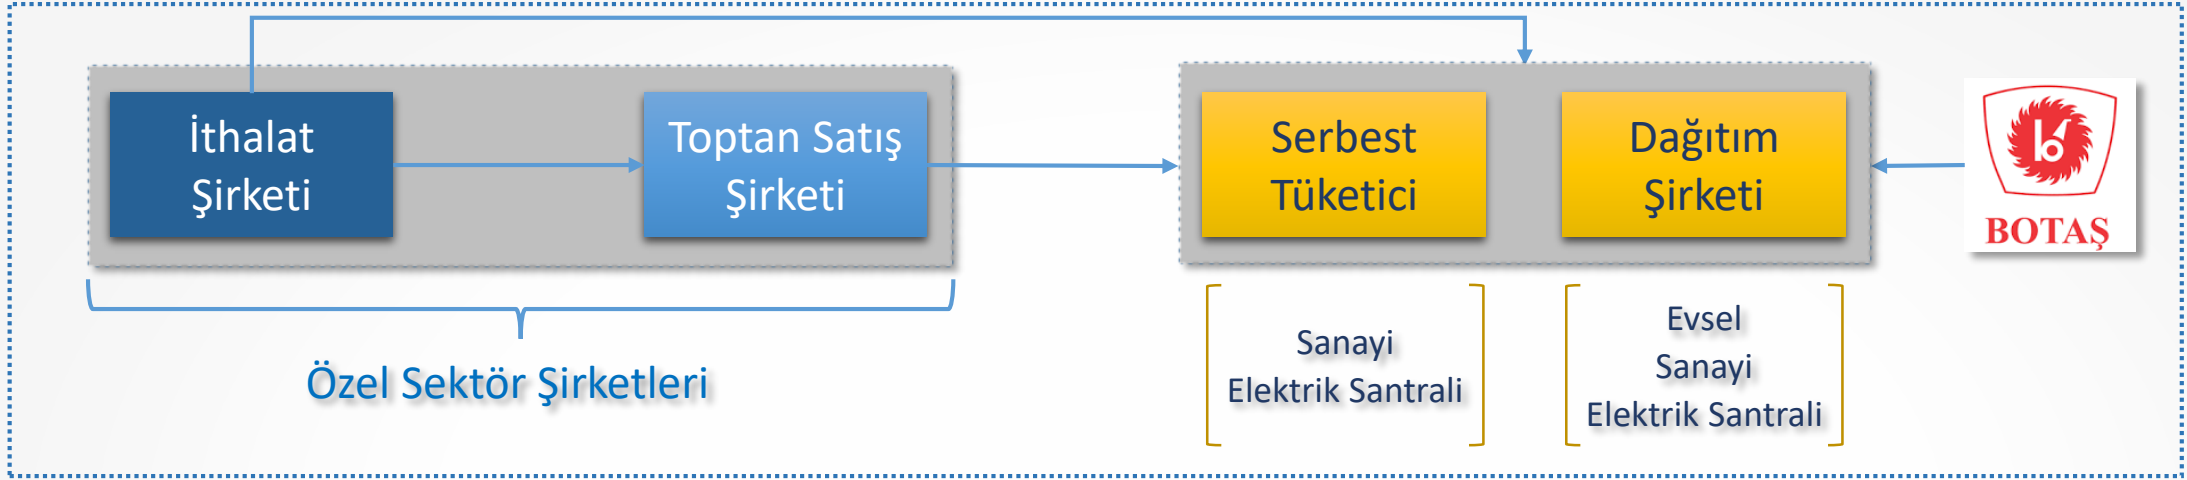 İthalat
Şirketi
Toptan Satış
Şirketi
Serbest
Tüketici
Dağıtım
Şirketi
b
BOTAŞ
Özel Sektör Şirketleri
Sanayi
Elektrik Santrali
Evsel
Sanayi
Elektrik Santrali